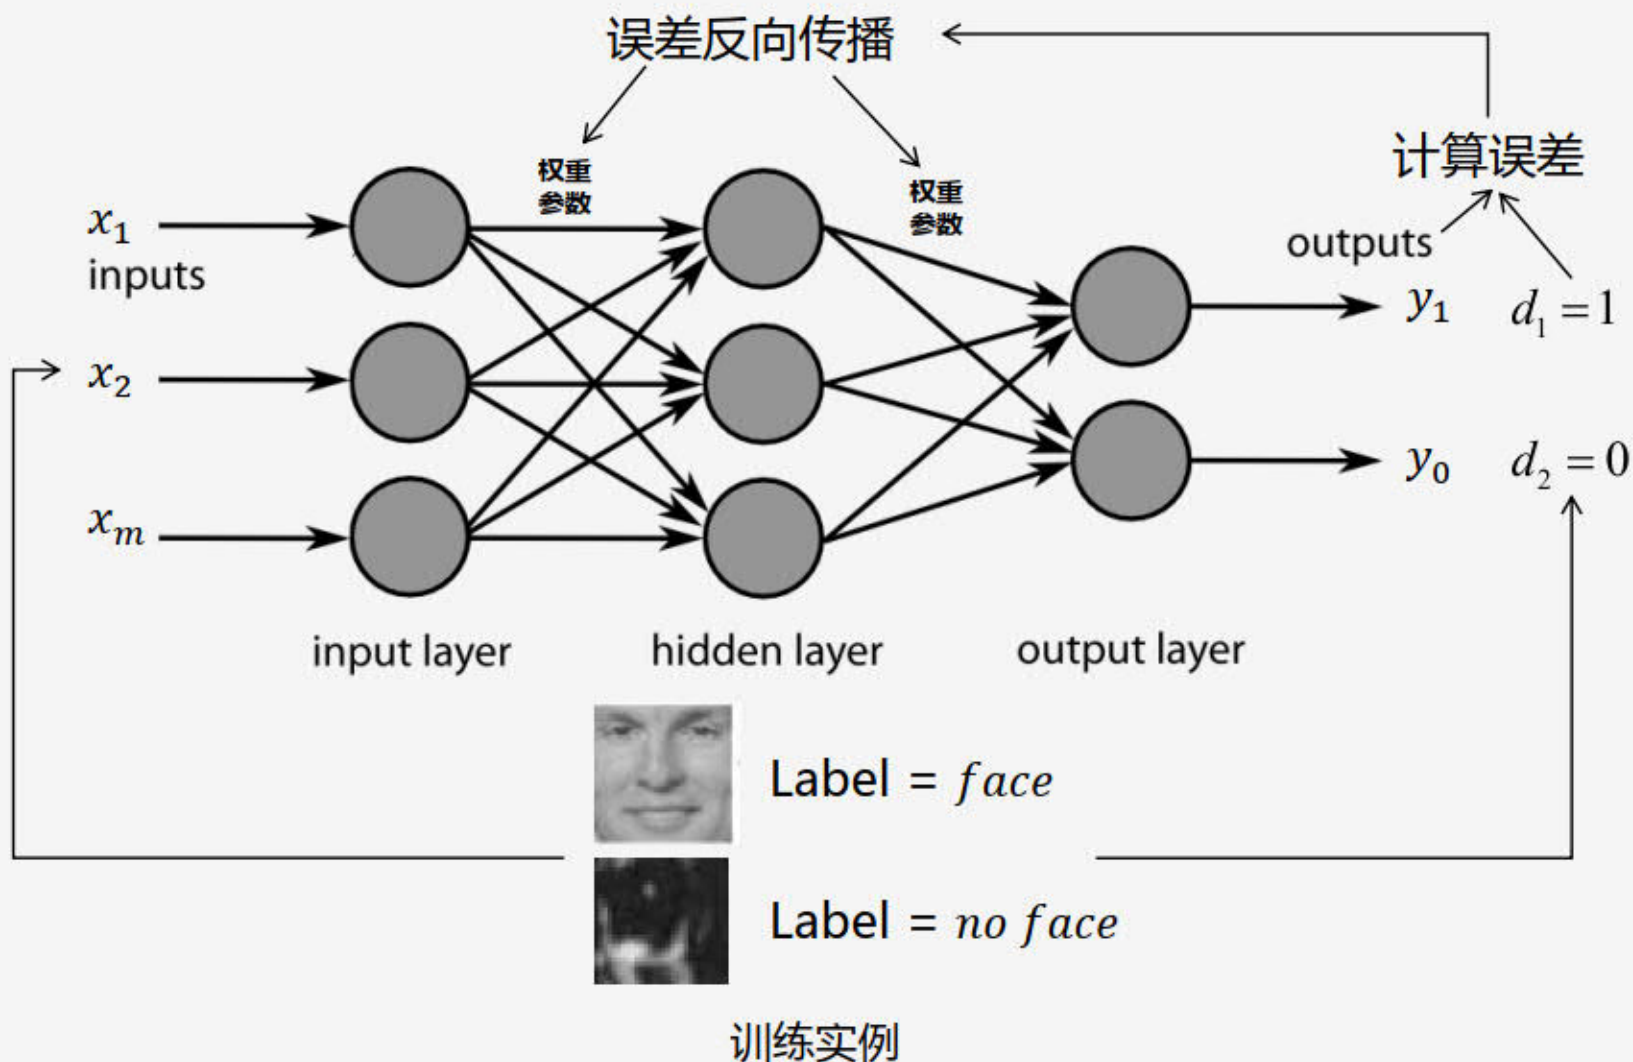 误差反向传播
计算误差
权重
参数
权重
参数
x₁
inputs
outputs
y₁ d₁ = 1
x₂
y₀ d₂ = 0
xₘ
input layer hidden layer output layer
Label = face
Label = no face
训练实例